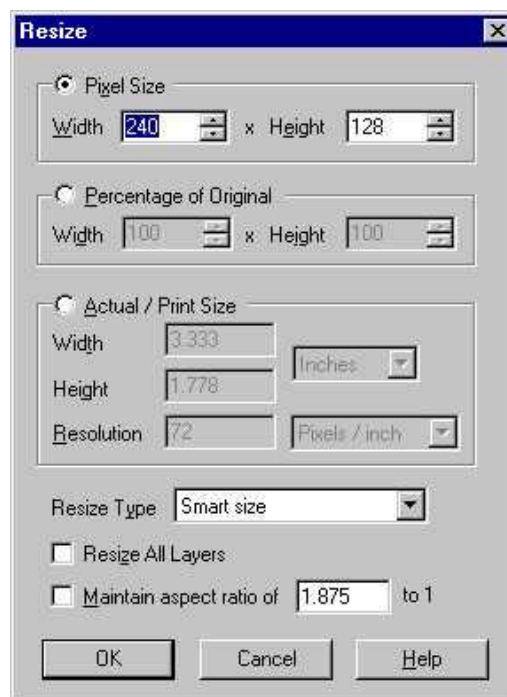 Resize
Pixel Size
Width 240 x Height 128
Percentage of Original
Width 100 x Height 100
Actual / Print Size
Width 3.333
Inches
Height 1.778
Resolution 72 Pixels / inch
Resize Type Smart size
Resize All Layers
Maintain aspect ratio of 1.875 to 1
OK Cancel Help